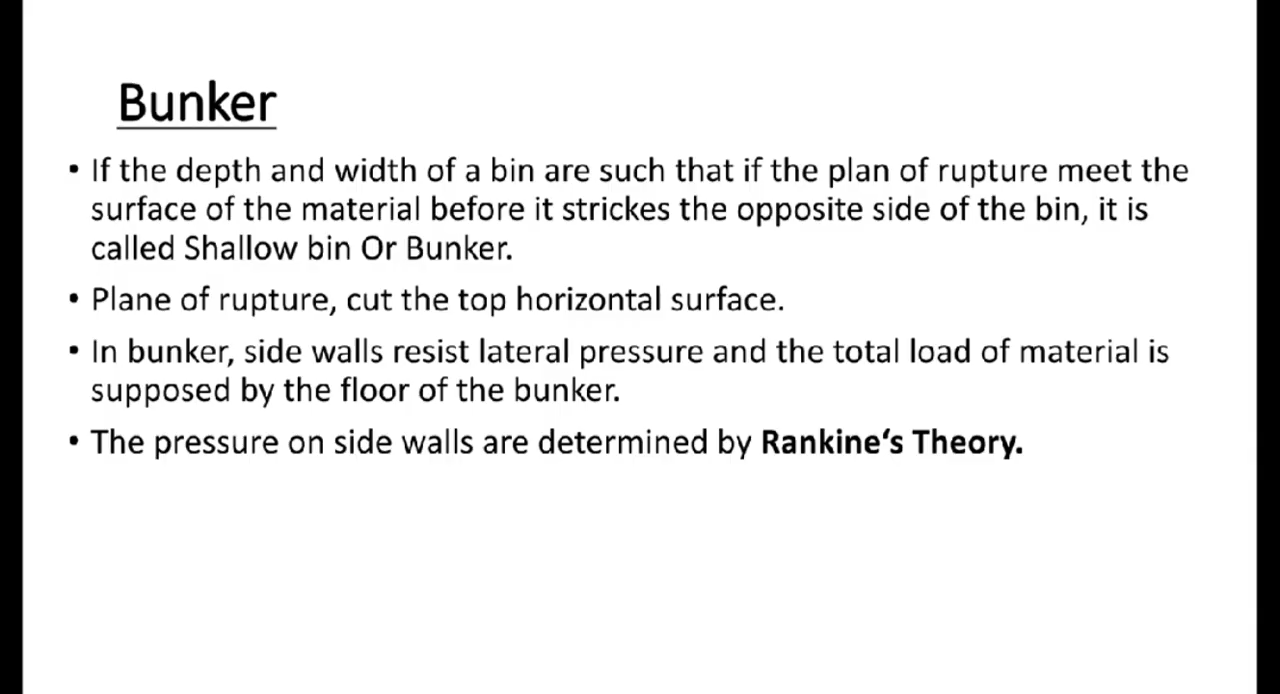 Bunker
• If the depth and width of a bin are such that if the plan of rupture meet the
surface of the material before it strickes the opposite side of the bin, it is
called Shallow bin Or Bunker.
• Plane of rupture, cut the top horizontal surface.
• In bunker, side walls resist lateral pressure and the total load of material is
supposed by the floor of the bunker.
• The pressure on side walls are determined by Rankine‘s Theory.